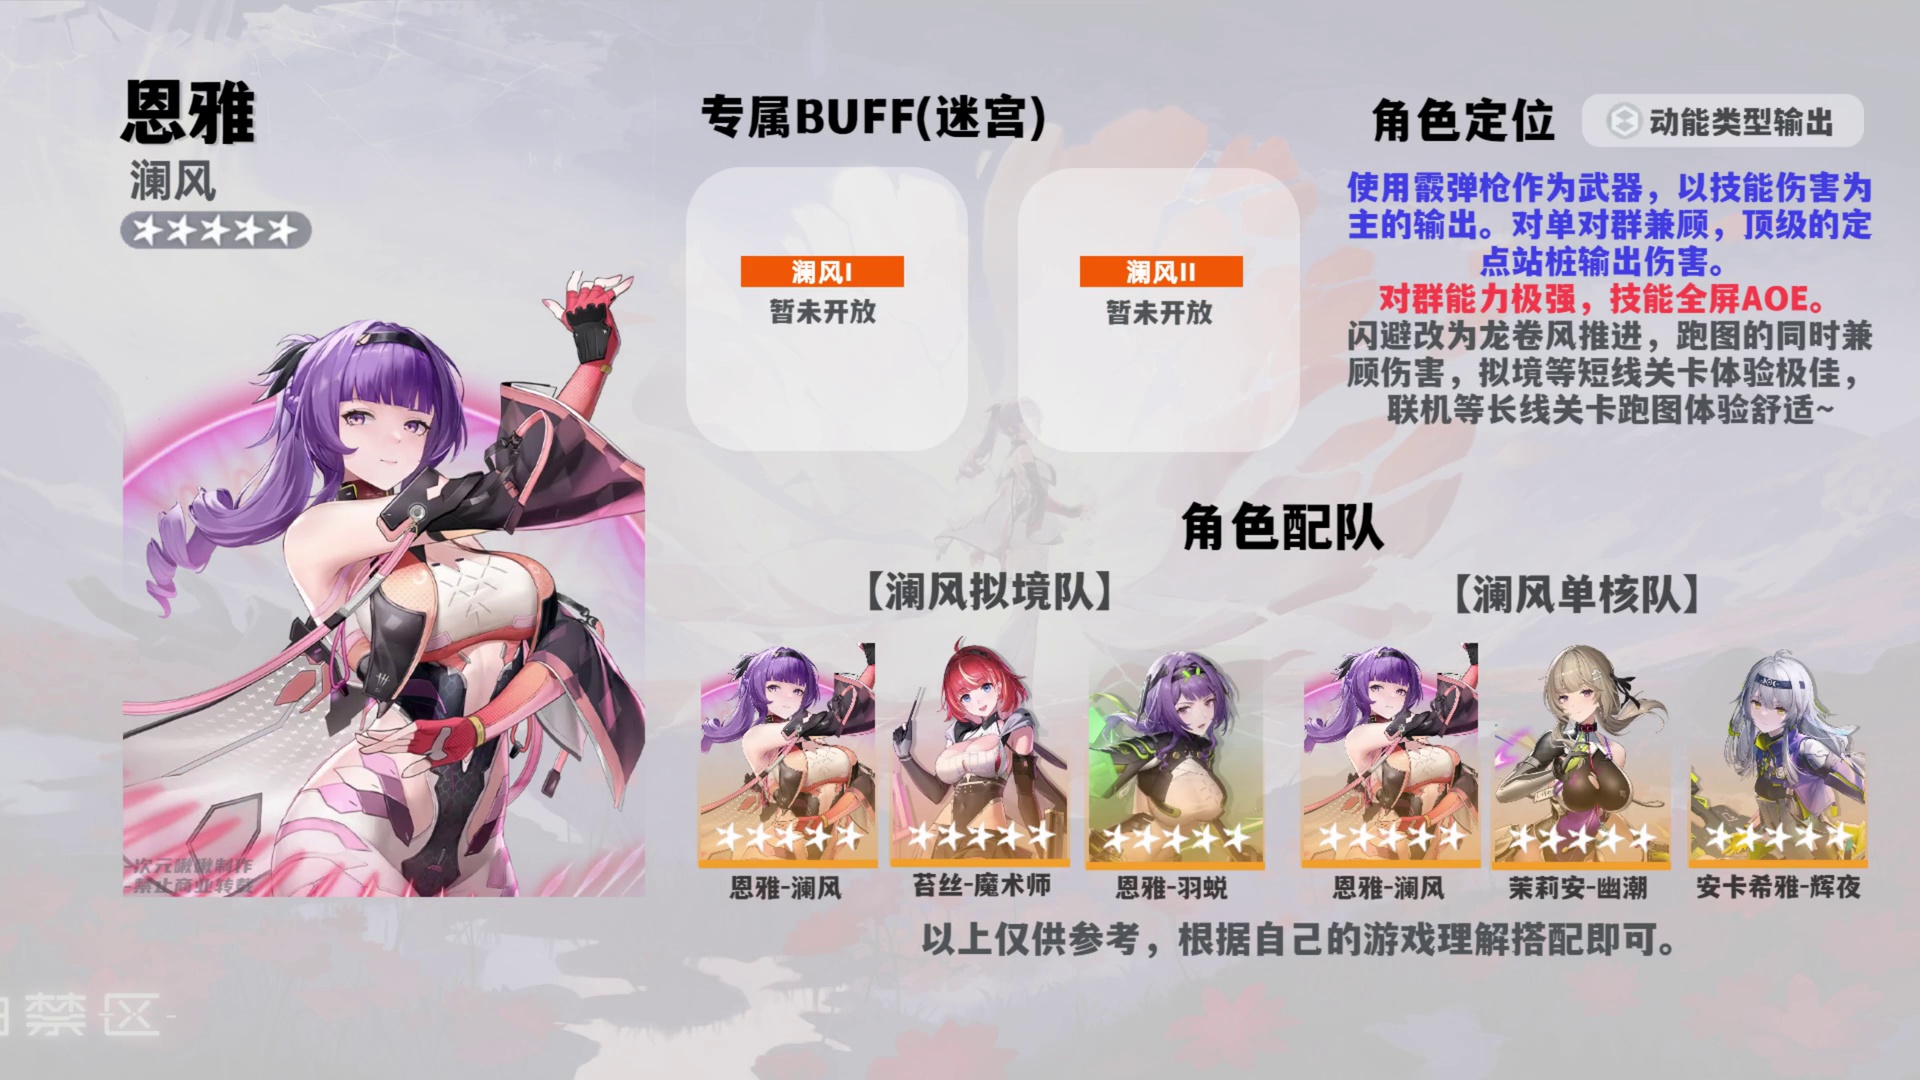 恩雅
澜风
专属BUFF(迷宫)
澜风I
暂未开放
澜风II
暂未开放
角色定位
动能类型输出
使用霰弹枪作为武器，以技能伤害为
主的输出。对单对群兼顾，顶级的定
点站桩输出伤害。
对群能力极强，技能全屏AOE。
闪避改为龙卷风推进，跑图的同时兼
顾伤害，拟境等短线关卡体验极佳，
联机等长线关卡跑图体验舒适~
角色配队
【澜风拟境队】
恩雅-澜风
苔丝-魔术师
恩雅-羽蜕
【澜风单核队】
恩雅-澜风
茉莉安-幽潮
安卡希雅-辉夜
以上仅供参考，根据自己的游戏理解搭配即可。
-次元啾啾制作
-禁止商业转载
禁区-